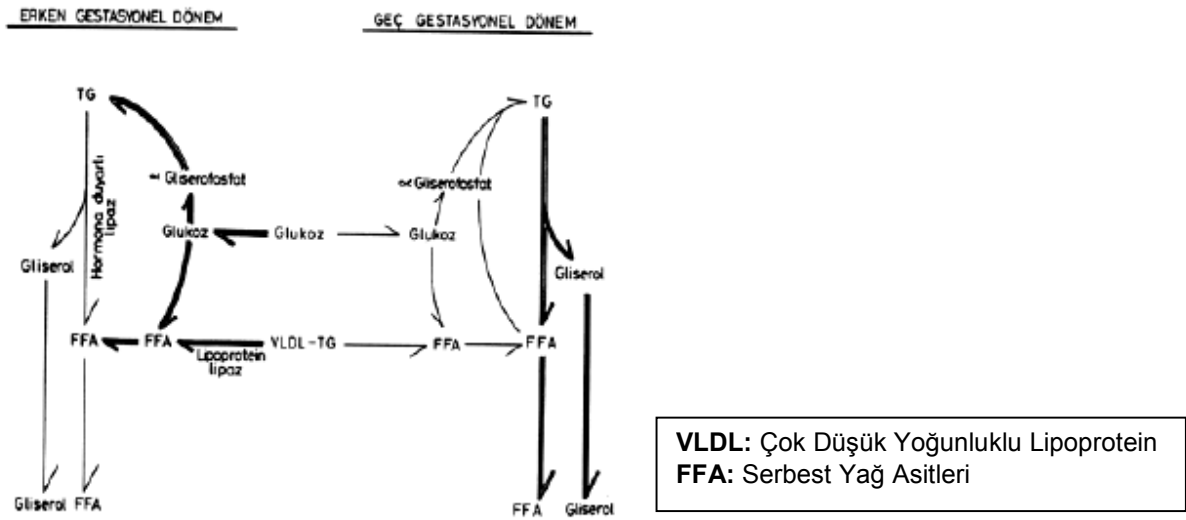 ERKEN GESTASYONEL DÖNEM
GEÇ GESTASYONEL DÖNEM
TG
TG
Hormona duyarlı
lipaz
∝ Gliserofosfat
∝ Gliserofosfat
Glukoz
Glukoz
Glukoz
Gliserol
Gliserol
FFA
FFA
Lipoprotein
lipaz
VLDL-TG
FFA
FFA
Gliserol
FFA
FFA
Gliserol
VLDL: Çok Düşük Yoğunluklu Lipoprotein
FFA: Serbest Yağ Asitleri